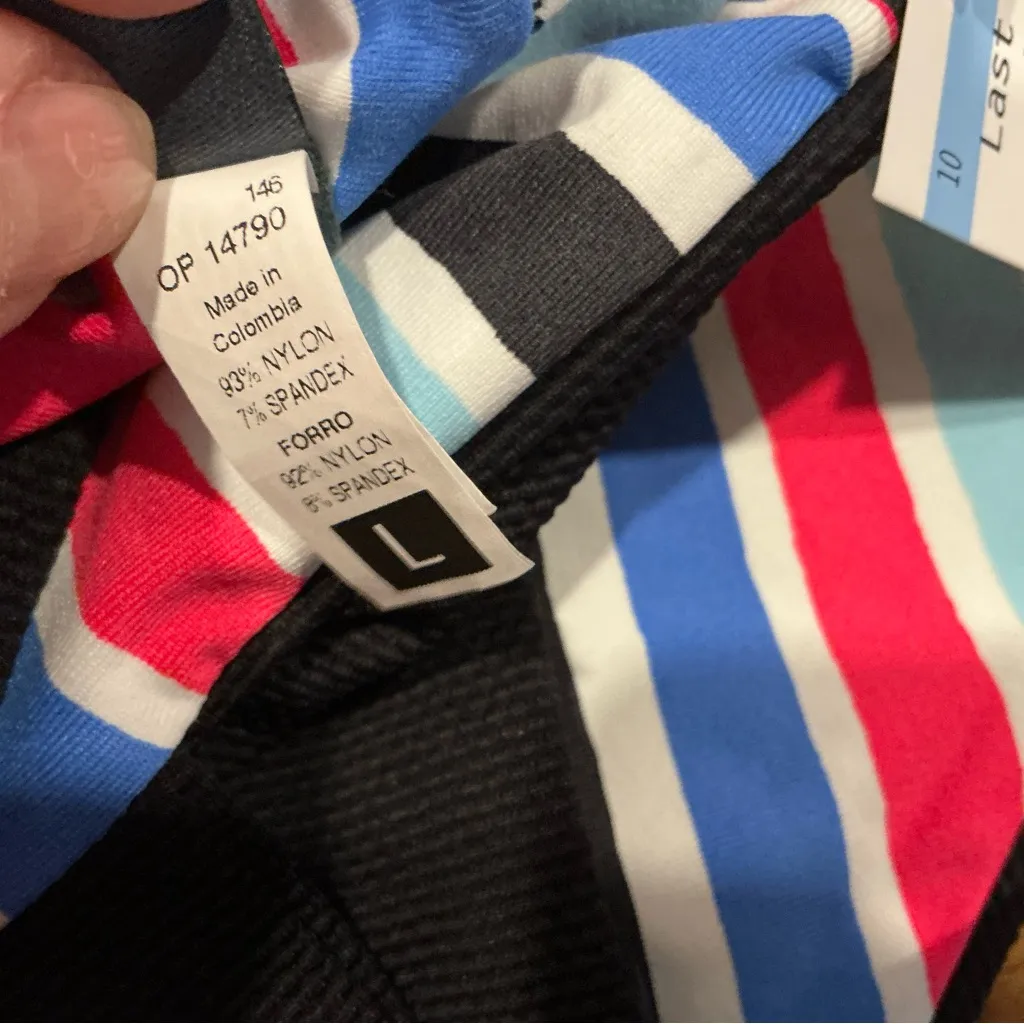 146
OP 14790
Made in
Colombia
93% NYLON
7% SPANDEX
FORRO
92% NYLON
8% SPANDEX
L
10
Last